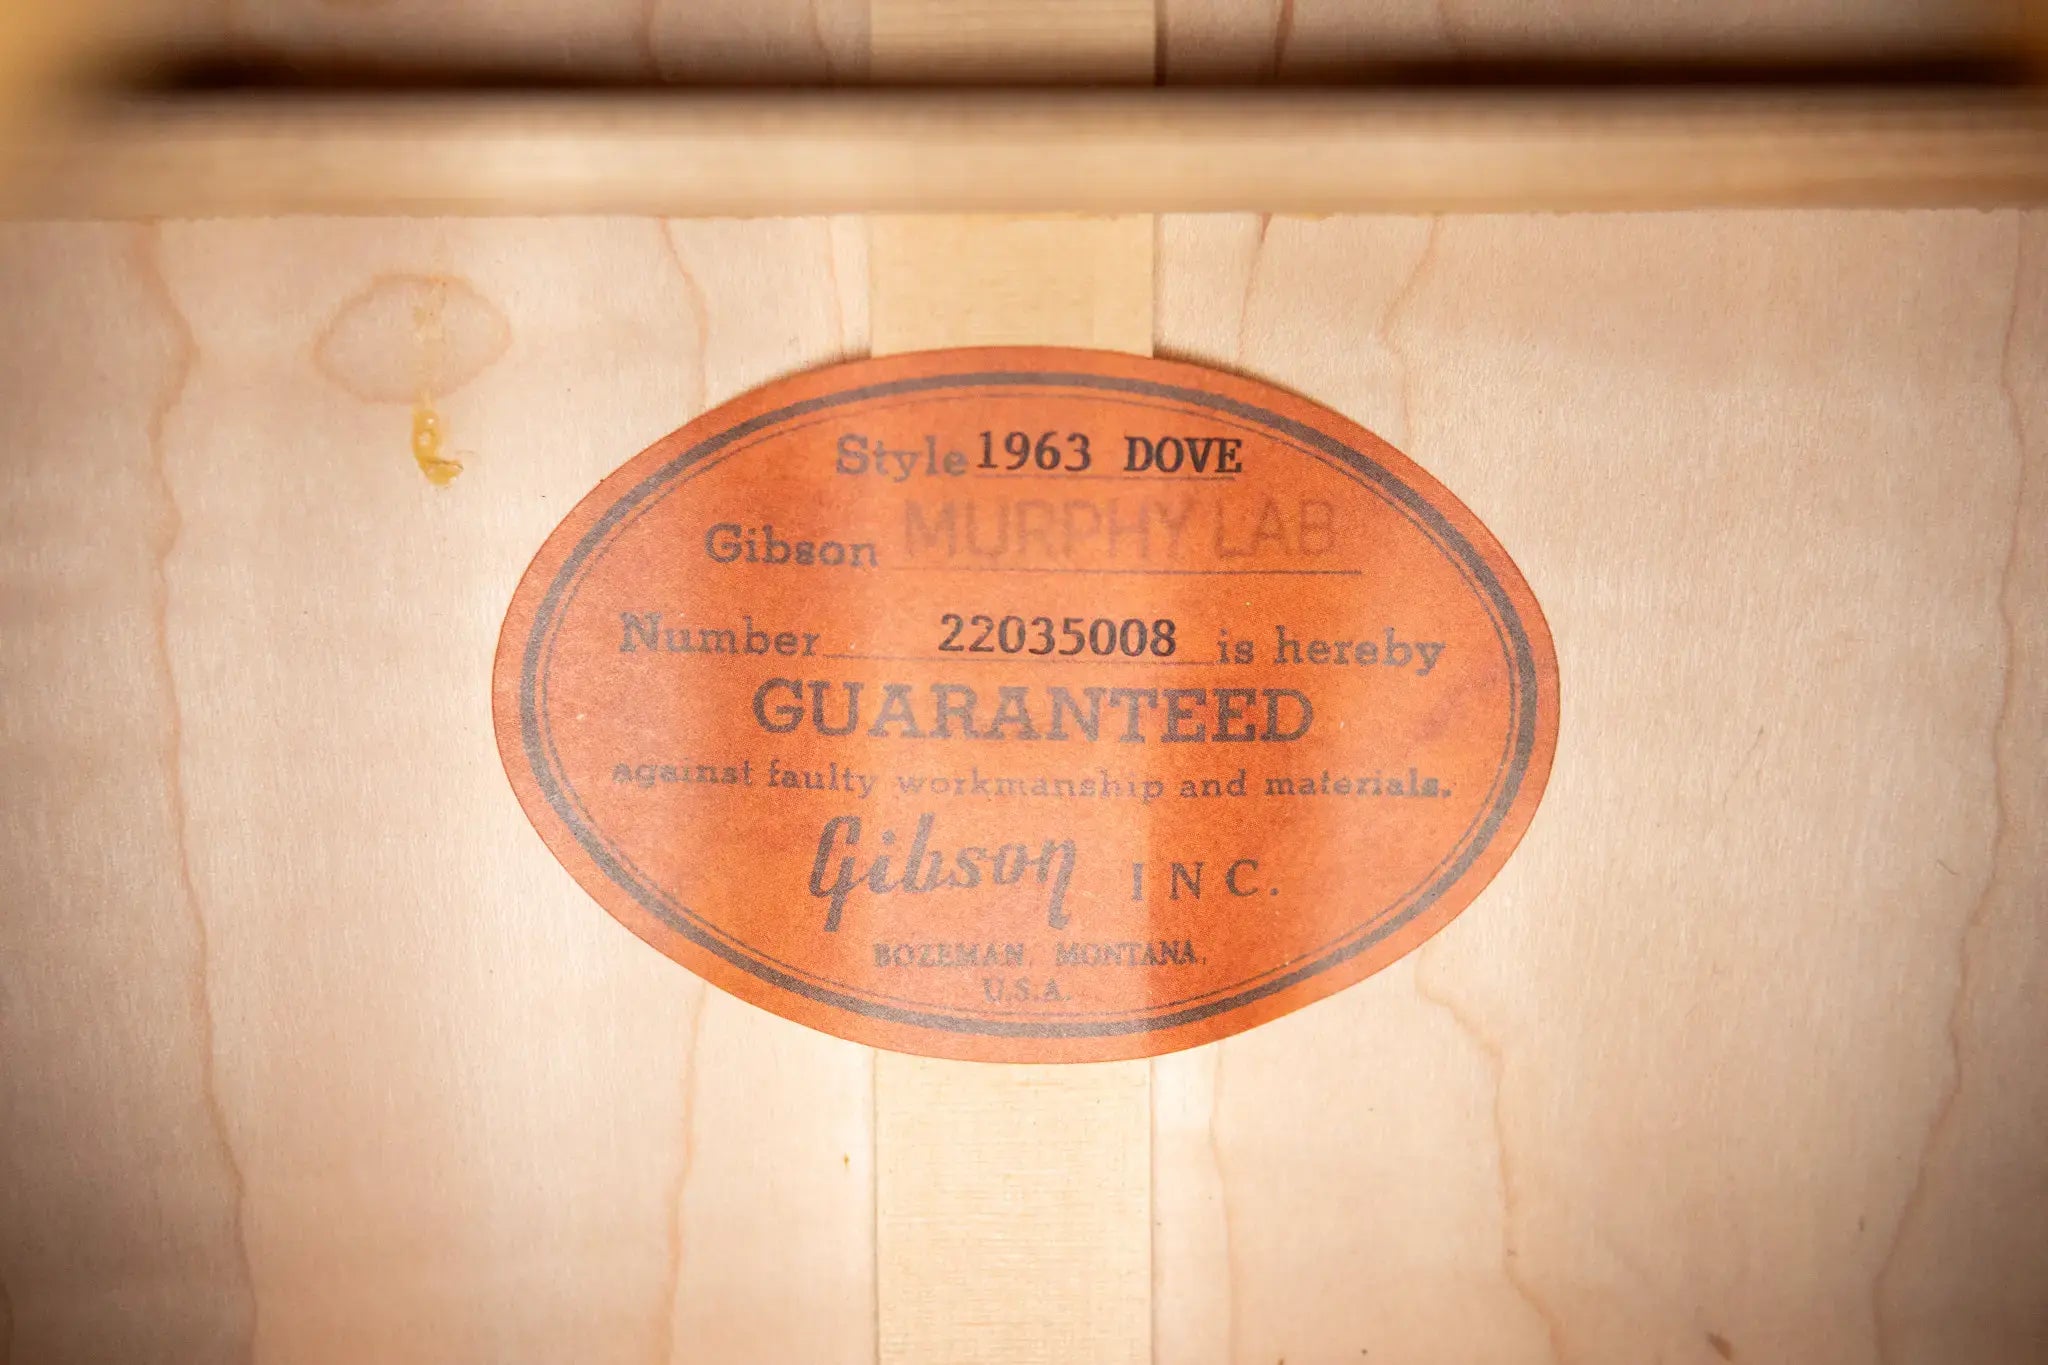 Style 1963 DOVE
Gibson MURPHY LAB
Number 22035008 is hereby
GUARANTEED
against faulty workmanship and materials.
Gibson INC.
BOZEMAN, MONTANA,
U.S.A.